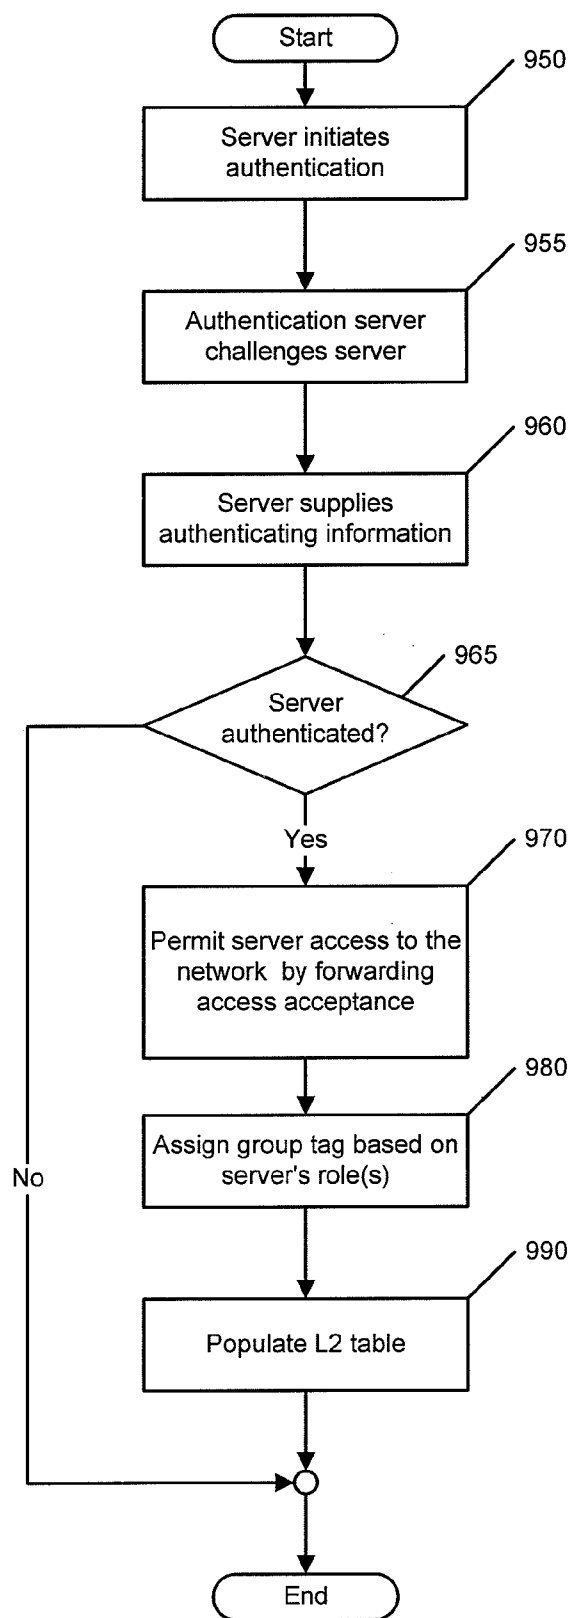 Start
950
Server initiates
authentication
955
Authentication server
challenges server
960
Server supplies
authenticating information
965
Server
authenticated?
Yes
970
Permit server access to the
network by forwarding
access acceptance
980
Assign group tag based on
server's role(s)
No
990
Populate L2 table
End